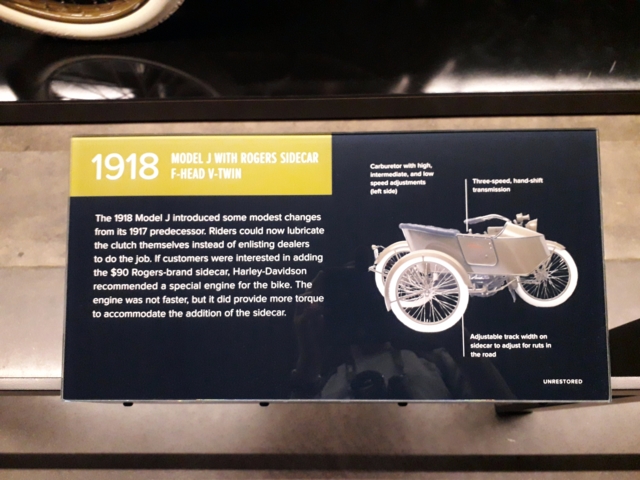 1918
MODEL J WITH ROGERS SIDECAR
F-HEAD V-TWIN
The 1918 Model J introduced some modest changes
from its 1917 predecessor. Riders could now lubricate
the clutch themselves instead of enlisting dealers
to do the job. If customers were interested in adding
the $90 Rogers-brand sidecar, Harley-Davidson
recommended a special engine for the bike. The
engine was not faster, but it did provide more torque
to accommodate the addition of the sidecar.
Carburetor with high,
intermediate, and low
speed adjustments
(left side)
Three-speed, hand-shift
transmission
Adjustable track width on
sidecar to adjust for ruts in
the road
UNRESTORED